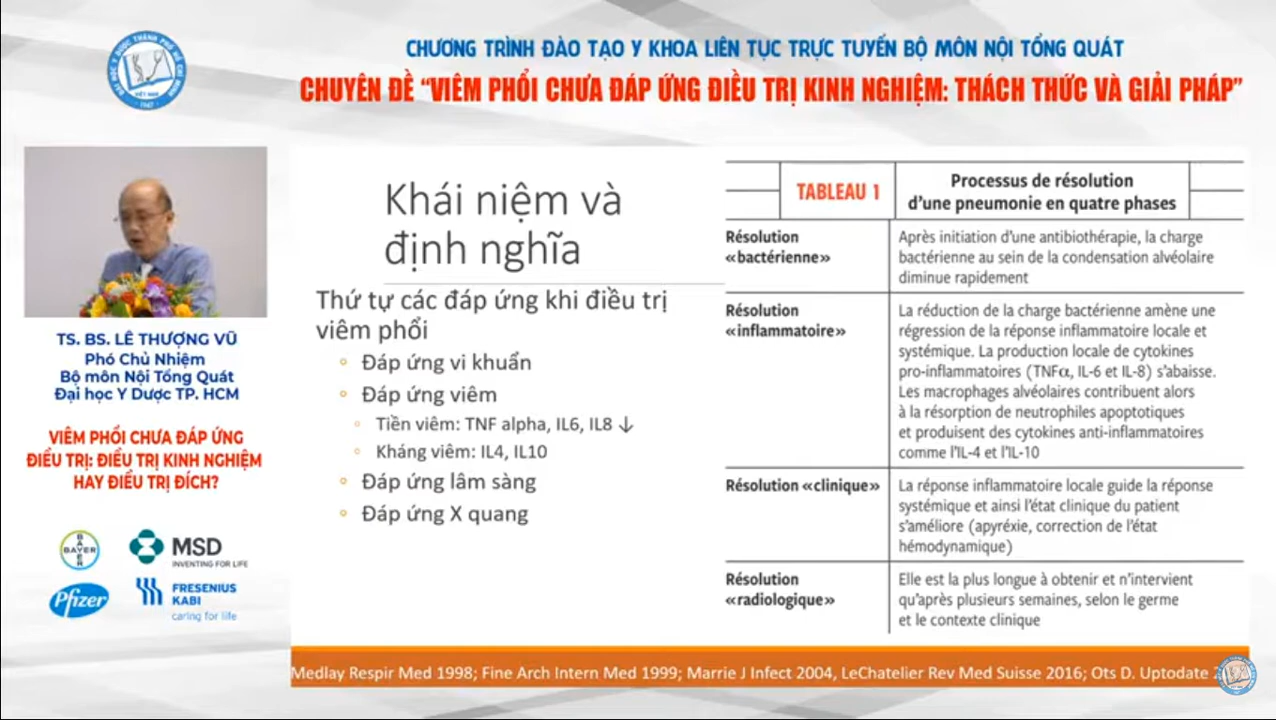 CHƯƠNG TRÌNH ĐÀO TẠO Y KHOA LIÊN TỤC TRỰC TUYẾN BỘ MÔN NỘI TỔNG QUÁT
CHUYÊN ĐỀ “VIÊM PHỔI CHƯA ĐÁP ỨNG ĐIỀU TRỊ KINH NGHIỆM: THÁCH THỨC VÀ GIẢI PHÁP”
TS. BS. LÊ THƯỢNG VŨ
Phó Chủ Nhiệm
Bộ môn Nội Tổng Quát
Đại học Y Dược TP. HCM
VIÊM PHỔI CHƯA ĐÁP ỨNG
ĐIỀU TRỊ: ĐIỀU TRỊ KINH NGHIỆM
HAY ĐIỀU TRỊ ĐÍCH?
BAYER
MSD
INVENTING FOR LIFE
Pfizer
FRESENIUS
KABI
caring for life
Khái niệm và
định nghĩa
Thứ tự các đáp ứng khi điều trị
viêm phổi
Đáp ứng vi khuẩn
Đáp ứng viêm
Tiền viêm: TNF alpha, IL6, IL8 ↓
Kháng viêm: IL4, IL10
Đáp ứng lâm sàng
Đáp ứng X quang
TABLEAU 1
Processus de résolution
d’une pneumonie en quatre phases
Résolution
«bactérienne»
Après initiation d’une antibiothérapie, la charge
bactérienne au sein de la condensation alvéolaire
diminue rapidement
Résolution
«inflammatoire»
La réduction de la charge bactérienne amène une
régression de la réponse inflammatoire locale et
systémique. La production locale de cytokines
pro-inflammatoires (TNFα, IL-6 et IL-8) s’abaisse.
Les macrophages alvéolaires contribuent alors
à la résorption de neutrophiles apoptotiques
et produisent des cytokines anti-inflammatoires
comme l’IL-4 et l’IL-10
Résolution «clinique»
La réponse inflammatoire locale guide la réponse
systémique et ainsi l’état clinique du patient
s’améliore (apyréxie, correction de l’état
hémodynamique)
Résolution
«radiologique»
Elle est la plus longue à obtenir et n’intervient
qu’après plusieurs semaines, selon le germe
et le contexte clinique
Medlay Respir Med 1998; Fine Arch Intern Med 1999; Marrie J Infect 2004, LeChatelier Rev Med Suisse 2016; Ots D. Uptodate